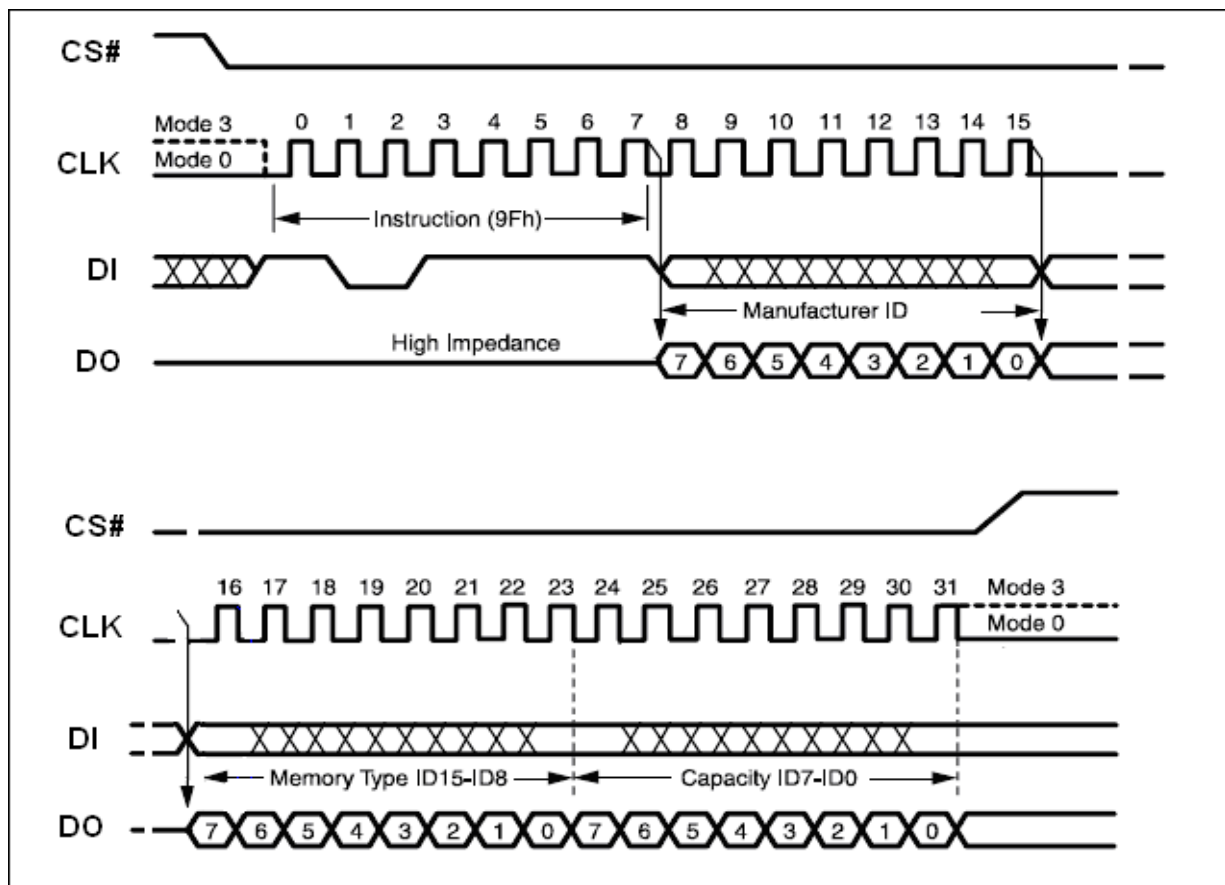 CS#
Mode 3 0 1 2 3 4 5 6 7 8 9 10 11 12 13 14 15
CLK Mode 0
Instruction (9Fh)
DI
Manufacturer ID
High Impedance
DO 7 6 5 4 3 2 1 0
CS#
16 17 18 19 20 21 22 23 24 25 26 27 28 29 30 31 Mode 3
CLK Mode 0
DI
Memory Type ID15-ID8 Capacity ID7-ID0
DO 7 6 5 4 3 2 1 0 7 6 5 4 3 2 1 0